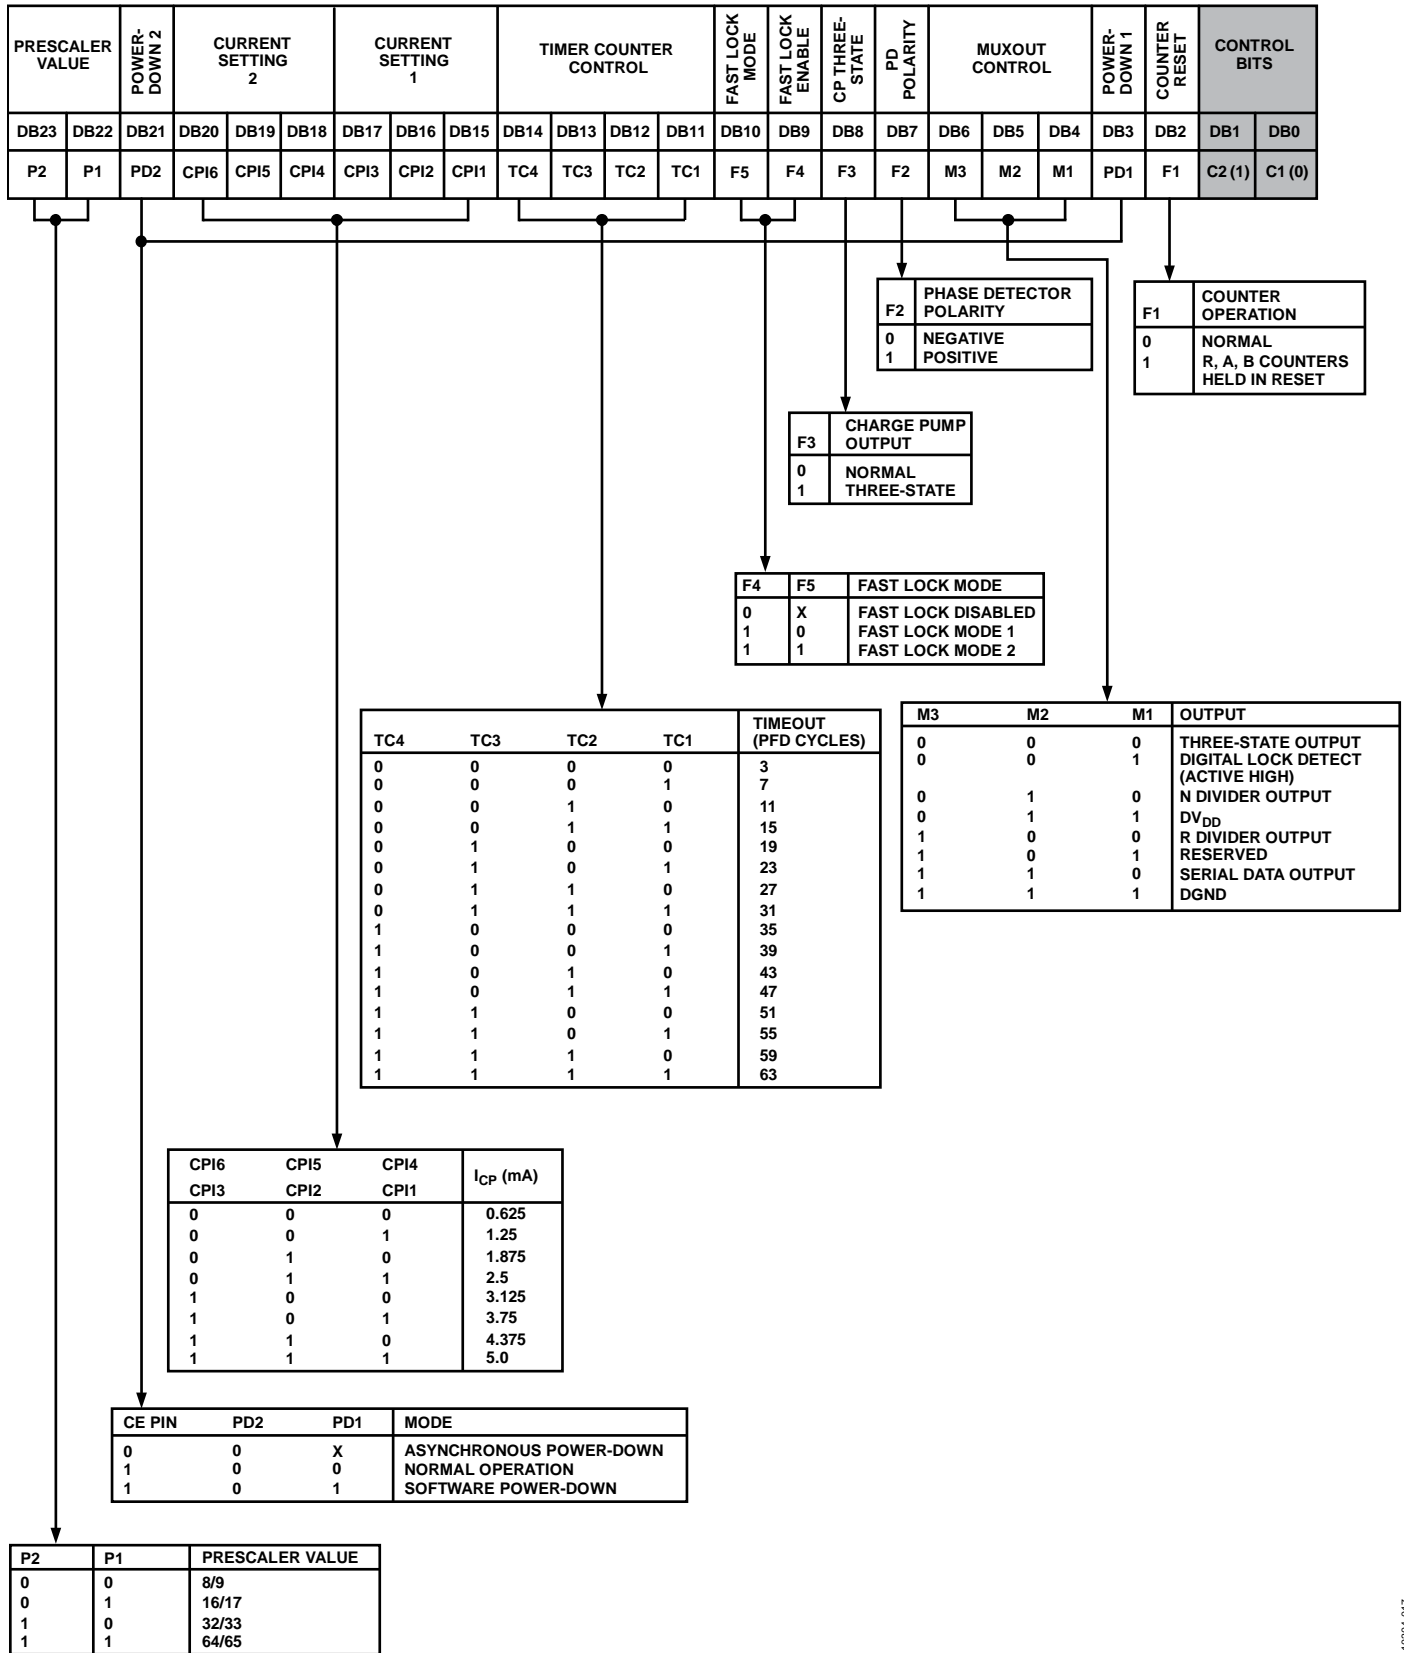 PRESCALER VALUE
POWER-DOWN 2
CURRENT SETTING 2
CURRENT SETTING 1
TIMER COUNTER CONTROL
FAST LOCK MODE
FAST LOCK ENABLE
CP THREE-STATE
PD POLARITY
MUXOUT CONTROL
POWER-DOWN 1
COUNTER RESET
CONTROL BITS
DB23 DB22 DB21 DB20 DB19 DB18 DB17 DB16 DB15 DB14 DB13 DB12 DB11 DB10 DB9 DB8 DB7 DB6 DB5 DB4 DB3 DB2 DB1 DB0
P2 P1 PD2 CPI6 CPI5 CPI4 CPI3 CPI2 CPI1 TC4 TC3 TC2 TC1 F5 F4 F3 F2 M3 M2 M1 PD1 F1 C2 (1) C1 (0)
F2 PHASE DETECTOR POLARITY
0 NEGATIVE
1 POSITIVE
F1 COUNTER OPERATION
0 NORMAL
1 R, A, B COUNTERS
HELD IN RESET
F3 CHARGE PUMP OUTPUT
0 NORMAL
1 THREE-STATE
F4 F5 FAST LOCK MODE
0 X FAST LOCK DISABLED
1 0 FAST LOCK MODE 1
1 1 FAST LOCK MODE 2
TC4 TC3 TC2 TC1 TIMEOUT (PFD CYCLES)
0 0 0 0 3
0 0 0 1 7
0 0 1 0 11
0 0 1 1 15
0 1 0 0 19
0 1 0 1 23
0 1 1 0 27
0 1 1 1 31
1 0 0 0 35
1 0 0 1 39
1 0 1 0 43
1 0 1 1 47
1 1 0 0 51
1 1 0 1 55
1 1 1 0 59
1 1 1 1 63
M3 M2 M1 OUTPUT
0 0 0 THREE-STATE OUTPUT
0 0 1 DIGITAL LOCK DETECT
(ACTIVE HIGH)
0 1 0 N DIVIDER OUTPUT
0 1 1 DVDD
1 0 0 R DIVIDER OUTPUT
1 0 1 RESERVED
1 1 0 SERIAL DATA OUTPUT
1 1 1 DGND
CPI6 CPI5 CPI4 ICP (mA)
CPI3 CPI2 CPI1
0 0 0 0.625
0 0 1 1.25
0 1 0 1.875
0 1 1 2.5
1 0 0 3.125
1 0 1 3.75
1 1 0 4.375
1 1 1 5.0
CE PIN PD2 PD1 MODE
0 0 X ASYNCHRONOUS POWER-DOWN
1 0 0 NORMAL OPERATION
1 0 1 SOFTWARE POWER-DOWN
P2 P1 PRESCALER VALUE
0 0 8/9
0 1 16/17
1 0 32/33
1 1 64/65